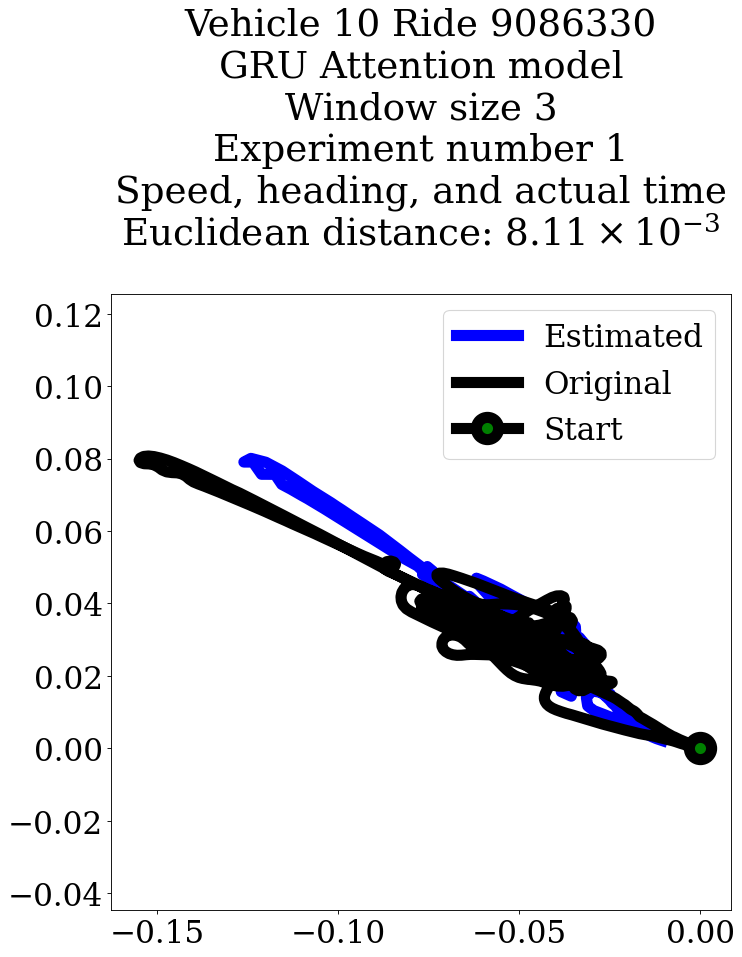 Vehicle 10 Ride 9086330
GRU Attention model
Window size 3
Experiment number 1
Speed, heading, and actual time
Euclidean distance: 8.11 × 10⁻³
0.12
0.10
0.08
0.06
0.04
0.02
0.00
−0.02
−0.04
Estimated
Original
Start
−0.15
−0.10
−0.05
0.00